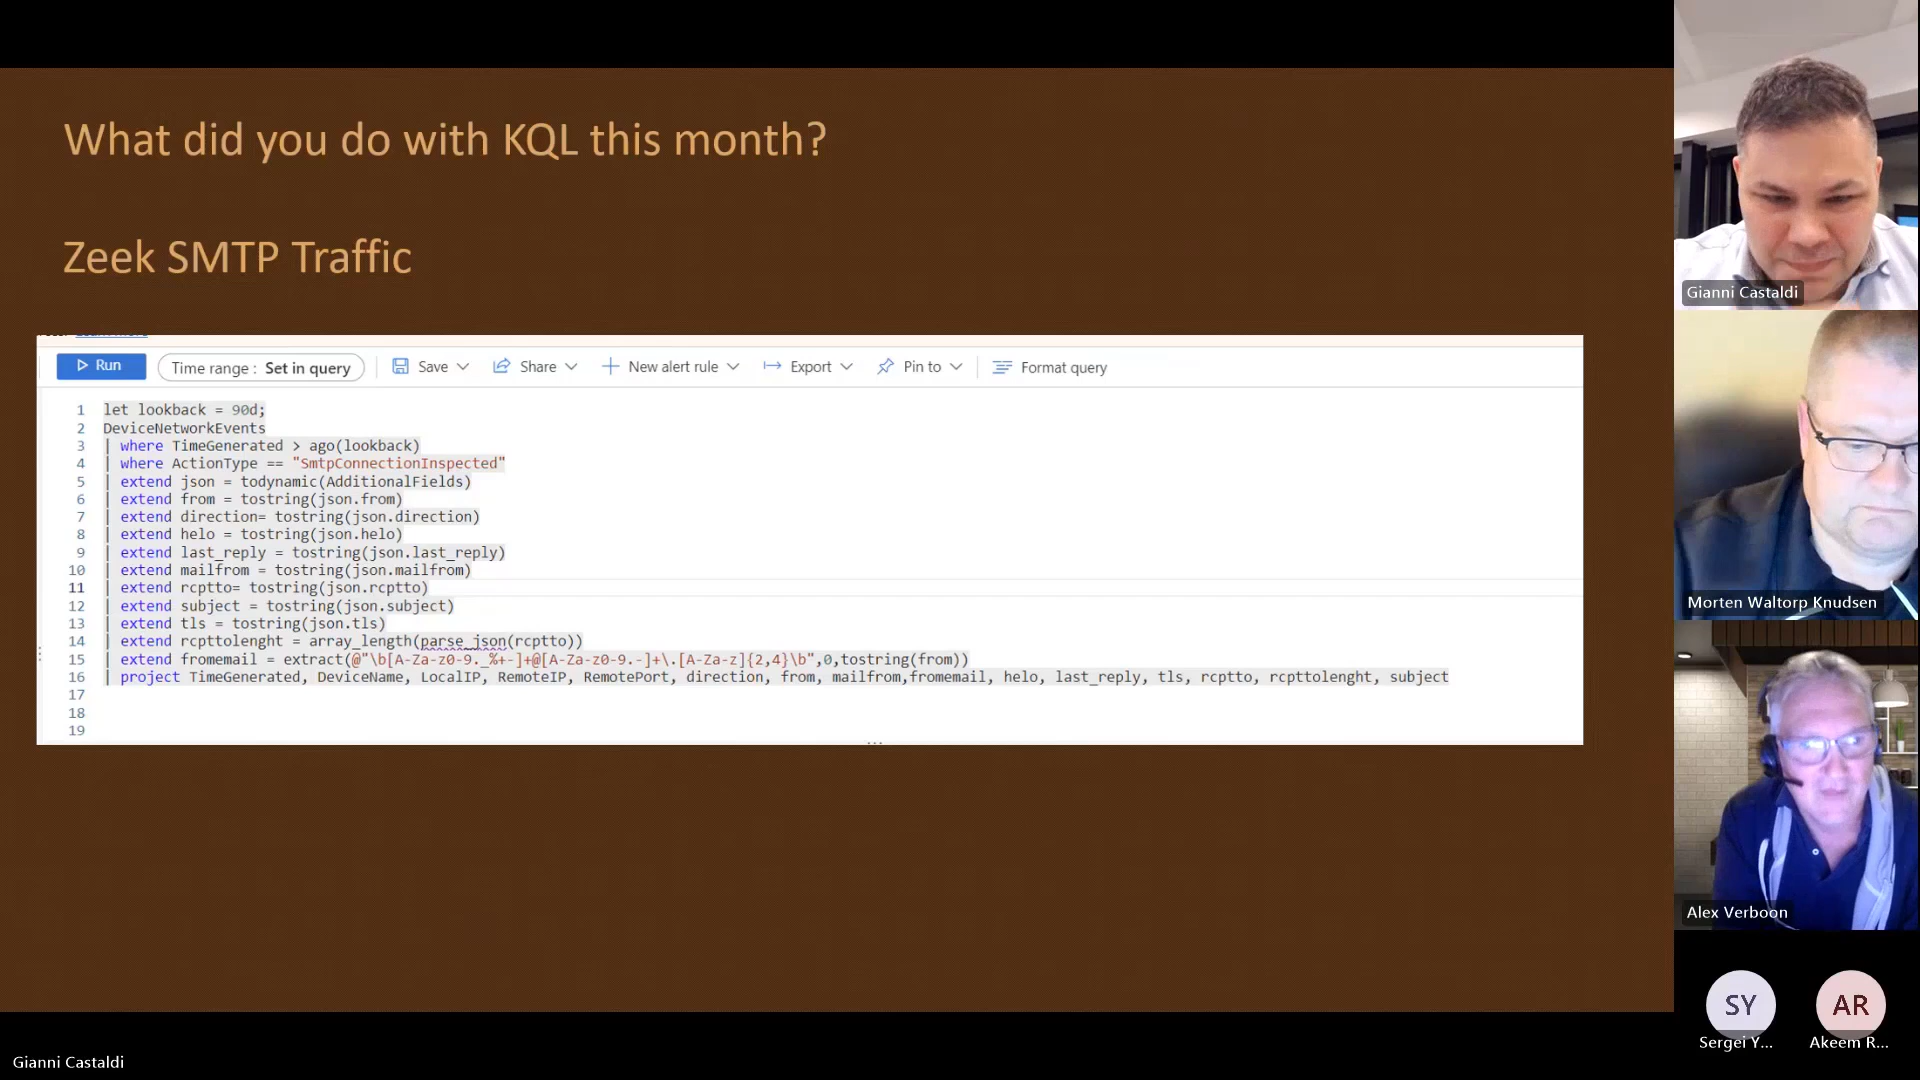 What did you do with KQL this month?
Zeek SMTP Traffic
Run
Time range : Set in query
Save
Share
New alert rule
Export
Pin to
Format query
1 let lookback = 90d;
2 DeviceNetworkEvents
3 | where TimeGenerated > ago(lookback)
4 | where ActionType == "SmtpConnectionInspected"
5 | extend json = todynamic(AdditionalFields)
6 | extend from = tostring(json.from)
7 | extend direction= tostring(json.direction)
8 | extend helo = tostring(json.helo)
9 | extend last_reply = tostring(json.last_reply)
10 | extend mailfrom = tostring(json.mailfrom)
11 | extend rcptto= tostring(json.rcptto)
12 | extend subject = tostring(json.subject)
13 | extend tls = tostring(json.tls)
14 | extend rcpttolenght = array_length(parse_json(rcptto))
15 | extend fromemail = extract(@"\b[A-Za-z0-9._%+-]+@[A-Za-z0-9.-]+\.[A-Za-z]{2,4}\b",0,tostring(from))
16 | project TimeGenerated, DeviceName, LocalIP, RemoteIP, RemotePort, direction, from, mailfrom,fromemail, helo, last_reply, tls, rcptto, rcpttolenght, subject
17
18
19
Gianni Castaldi
Morten Waltorp Knudsen
Alex Verboon
SY
AR
Sergei Y...
Akeem R...
Gianni Castaldi